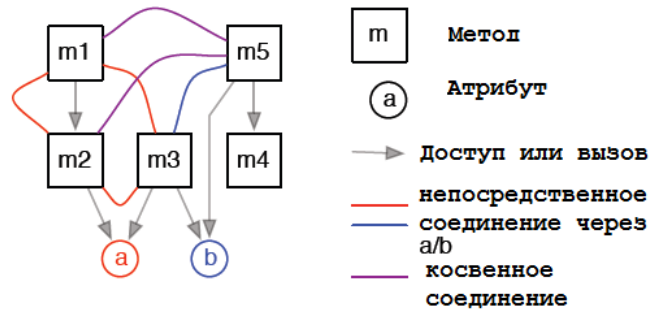 m1
m5
m2
m3
m4
a
b
m
Метод
a
Атрибут
Доступ или вызов
непосредственное
соединение через
a/b
косвенное
соединение